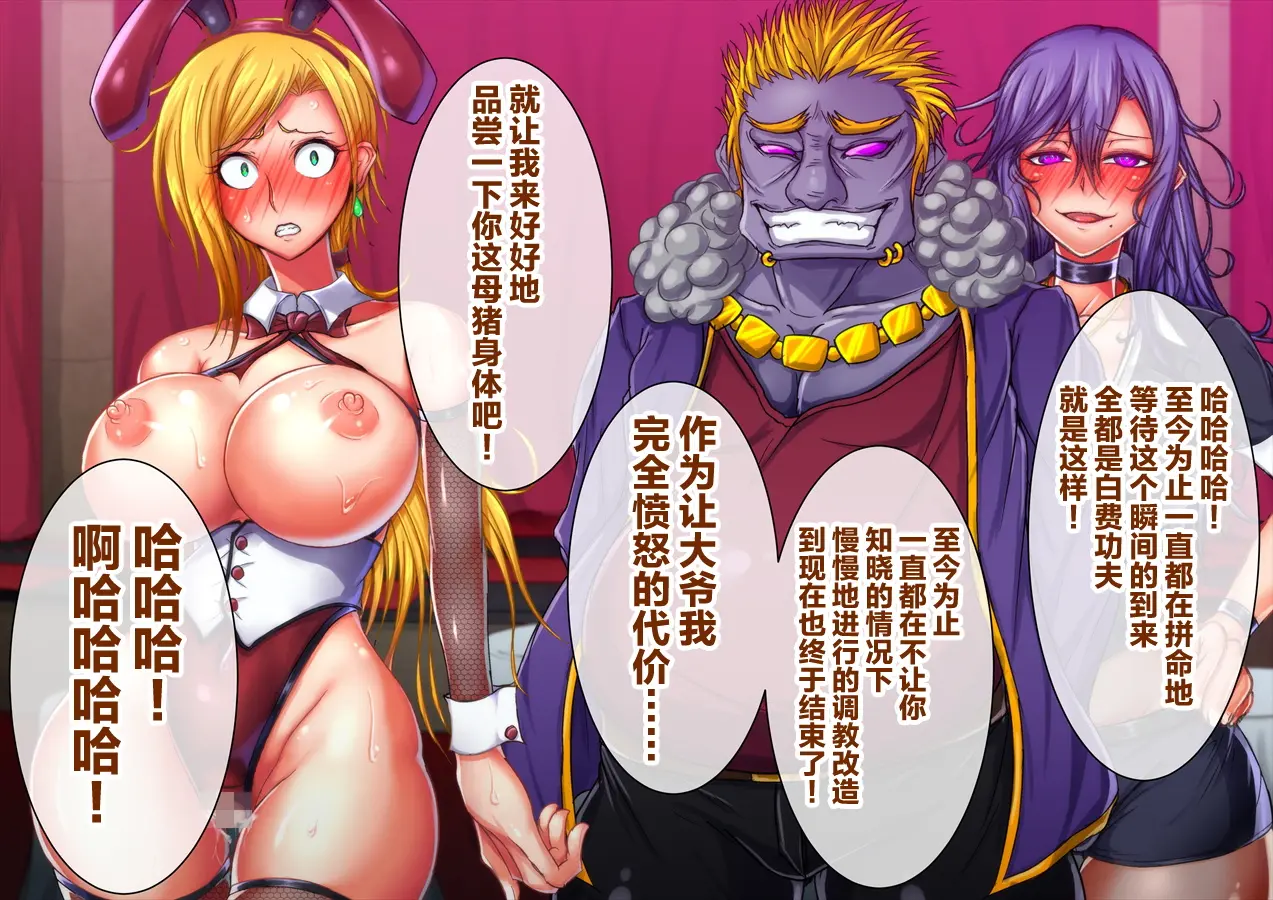 哈哈哈哈！
至今为止一直都在拼命地
等待这个瞬间的到来
全都是白费功夫
就是这样！
至今为止
一直都在不让你
知晓的情况下
慢慢地进行的调教改造
到现在也终于结束了！
作为让大爷我
完全愤怒的代价……
就让我来好好地
品尝一下你这母猪身体吧！
哈哈哈！
啊哈哈哈哈！